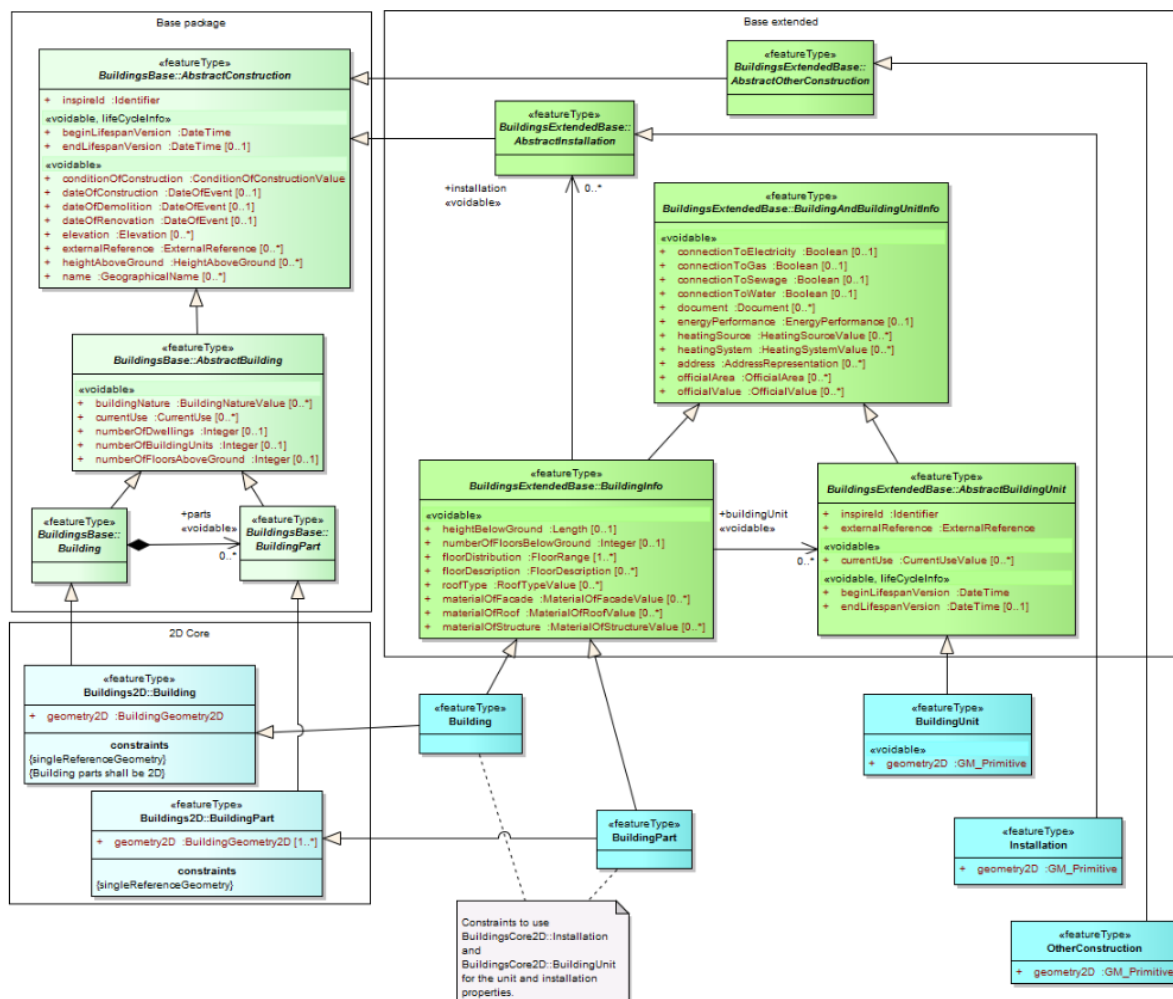 Base package
«featureType»
BuildingsBase::AbstractConstruction
+ inspireId :Identifier
«voidable, lifeCycleInfo»
+ beginLifespanVersion :DateTime
+ endLifespanVersion :DateTime [0..1]
«voidable»
+ conditionOfConstruction :ConditionOfConstructionValue
+ dateOfConstruction :DateOfEvent [0..1]
+ dateOfDemolition :DateOfEvent [0..1]
+ dateOfRenovation :DateOfEvent [0..1]
+ elevation :Elevation [0..*]
+ externalReference :ExternalReference [0..*]
+ heightAboveGround :HeightAboveGround [0..*]
+ name :GeographicalName [0..*]
«featureType»
BuildingsBase::AbstractBuilding
«voidable»
+ buildingNature :BuildingNatureValue [0..*]
+ currentUse :CurrentUse [0..*]
+ numberOfDwellings :Integer [0..1]
+ numberOfBuildingUnits :Integer [0..1]
+ numberOfFloorsAboveGround :Integer [0..1]
«featureType»
BuildingsBase::
Building
+parts
«voidable»
0..*
«featureType»
BuildingsBase::
BuildingPart
2D Core
«featureType»
Buildings2D::Building
+ geometry2D :BuildingGeometry2D
constraints
{singleReferenceGeometry}
{Building parts shall be 2D}
«featureType»
Buildings2D::BuildingPart
+ geometry2D :BuildingGeometry2D [1..*]
constraints
{singleReferenceGeometry}
Base extended
«featureType»
BuildingsExtendedBase::
AbstractOtherConstruction
«featureType»
BuildingsExtendedBase::
AbstractInstallation
+installation
«voidable»
0..*
«featureType»
BuildingsExtendedBase::BuildingAndBuildingUnitInfo
«voidable»
+ connectionToElectricity :Boolean [0..1]
+ connectionToGas :Boolean [0..1]
+ connectionToSewage :Boolean [0..1]
+ connectionToWater :Boolean [0..1]
+ document :Document [0..*]
+ energyPerformance :EnergyPerformance [0..1]
+ heatingSource :HeatingSourceValue [0..*]
+ heatingSystem :HeatingSystemValue [0..*]
+ address :AddressRepresentation [0..*]
+ officialArea :OfficialArea [0..*]
+ officialValue :OfficialValue [0..*]
«featureType»
BuildingsExtendedBase::BuildingInfo
«voidable»
+ heightBelowGround :Length [0..1]
+ numberOfFloorsBelowGround :Integer [0..1]
+ floorDistribution :FloorRange [1..*]
+ floorDescription :FloorDescription [0..*]
+ roofType :RoofTypeValue [0..*]
+ materialOfFacade :MaterialOfFacadeValue [0..*]
+ materialOfRoof :MaterialOfRoofValue [0..*]
+ materialOfStructure :MaterialOfStructureValue [0..*]
+buildingUnit
«voidable»
0..*
«featureType»
BuildingsExtendedBase::AbstractBuildingUnit
+ inspireId :Identifier
+ externalReference :ExternalReference
«voidable»
+ currentUse :CurrentUseValue [0..*]
«voidable, lifeCycleInfo»
+ beginLifespanVersion :DateTime
+ endLifespanVersion :DateTime [0..1]
«featureType»
Building
«featureType»
BuildingPart
«featureType»
BuildingUnit
«voidable»
+ geometry2D :GM_Primitive
«featureType»
Installation
+ geometry2D :GM_Primitive
«featureType»
OtherConstruction
+ geometry2D :GM_Primitive
Constraints to use
BuildingsCore2D::Installation
and
BuildingsCore2D::BuildingUnit
for the unit and installation
properties.